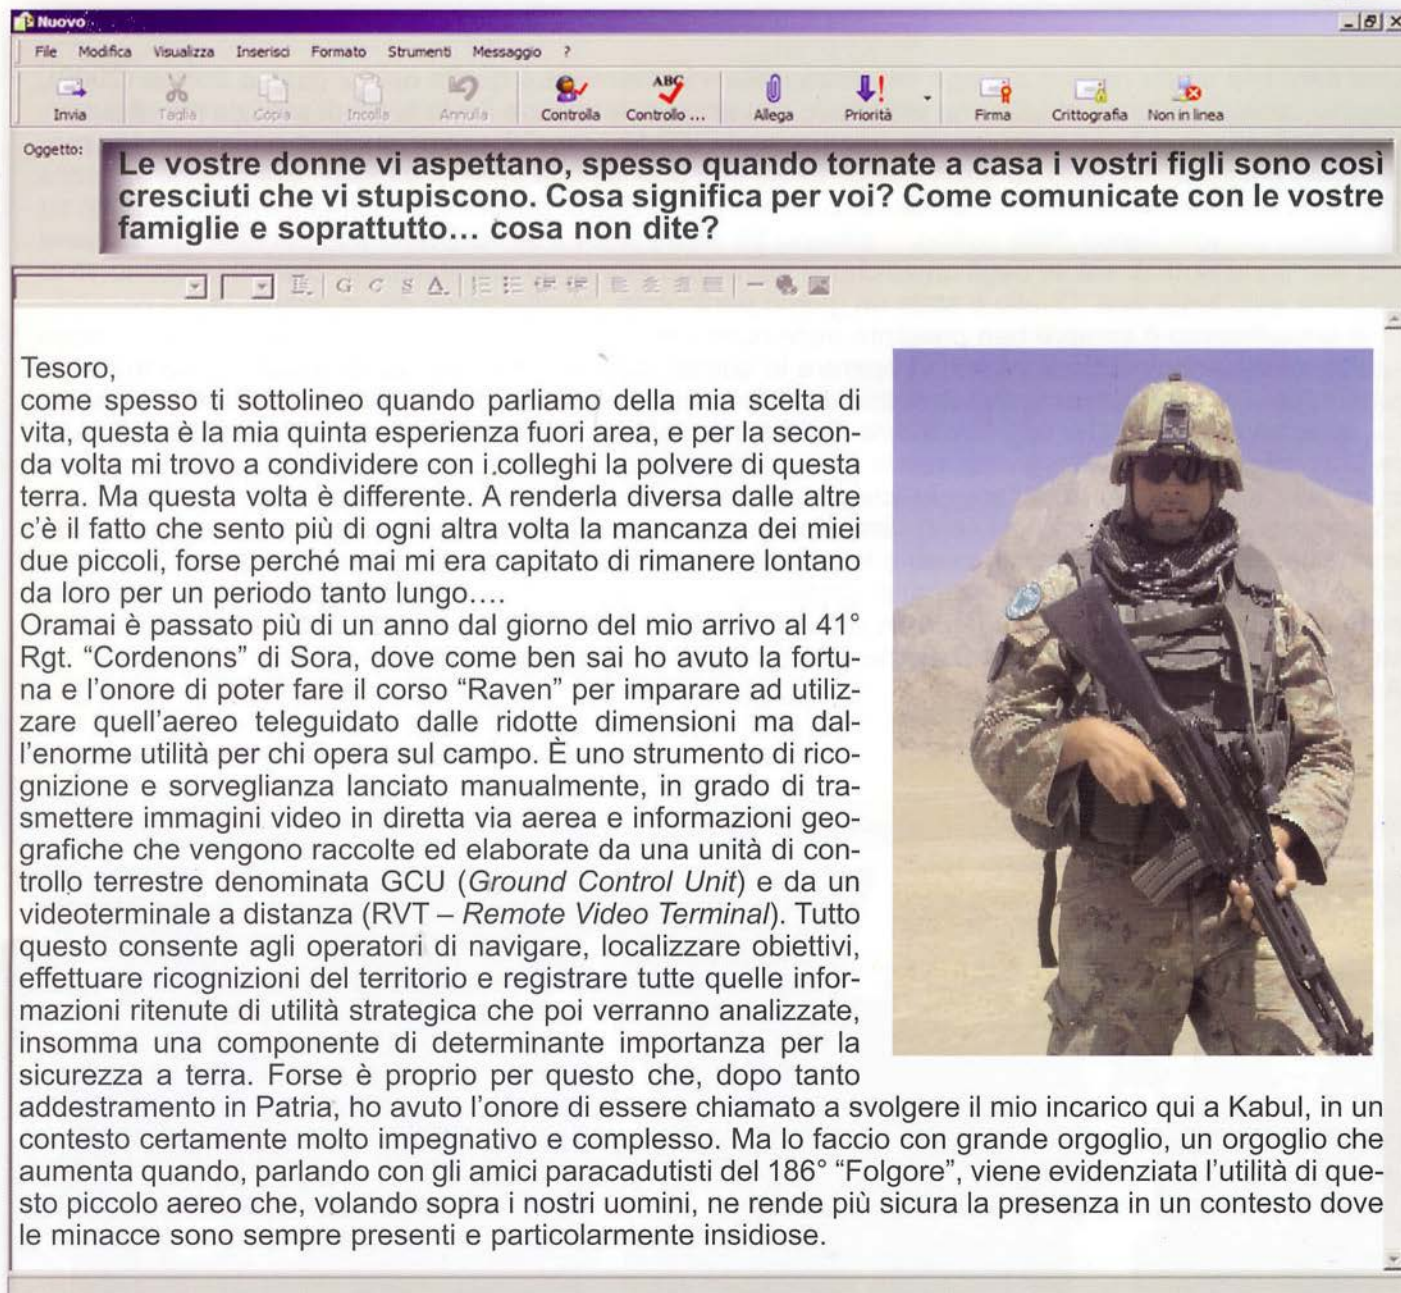 Nuovo
File Modifica Visualizza Inserisci Formato Strumenti Messaggio ?
ABC
Invia Taglia Copia Incolla Annulla Controlla Controllo ... Allega Priorità Firma Crittografia Non in linea
Oggetto:
Le vostre donne vi aspettano, spesso quando tornate a casa i vostri figli sono così
cresciuti che vi stupiscono. Cosa significa per voi? Come comunicate con le vostre
famiglie e soprattutto... cosa non dite?
G C S A
Tesoro,
come spesso ti sottolineo quando parliamo della mia scelta di
vita, questa è la mia quinta esperienza fuori area, e per la secon-
da volta mi trovo a condividere con i colleghi la polvere di questa
terra. Ma questa volta è differente. A renderla diversa dalle altre
c'è il fatto che sento più di ogni altra volta la mancanza dei miei
due piccoli, forse perché mai mi era capitato di rimanere lontano
da loro per un periodo tanto lungo....
Oramai è passato più di un anno dal giorno del mio arrivo al 41°
Rgt. "Cordenons" di Sora, dove come ben sai ho avuto la fortu-
na e l'onore di poter fare il corso "Raven" per imparare ad utiliz-
zare quell'aereo teleguidato dalle ridotte dimensioni ma dal-
l'enorme utilità per chi opera sul campo. È uno strumento di rico-
gnizione e sorveglianza lanciato manualmente, in grado di tra-
smettere immagini video in diretta via aerea e informazioni geo-
grafiche che vengono raccolte ed elaborate da una unità di con-
trollo terrestre denominata GCU (Ground Control Unit) e da un
videoterminale a distanza (RVT – Remote Video Terminal). Tutto
questo consente agli operatori di navigare, localizzare obiettivi,
effettuare ricognizioni del territorio e registrare tutte quelle infor-
mazioni ritenute di utilità strategica che poi verranno analizzate,
insomma una componente di determinante importanza per la
sicurezza a terra. Forse è proprio per questo che, dopo tanto
addestramento in Patria, ho avuto l'onore di essere chiamato a svolgere il mio incarico qui a Kabul, in un
contesto certamente molto impegnativo e complesso. Ma lo faccio con grande orgoglio, un orgoglio che
aumenta quando, parlando con gli amici paracadutisti del 186° "Folgore", viene evidenziata l'utilità di que-
sto piccolo aereo che, volando sopra i nostri uomini, ne rende più sicura la presenza in un contesto dove
le minacce sono sempre presenti e particolarmente insidiose.